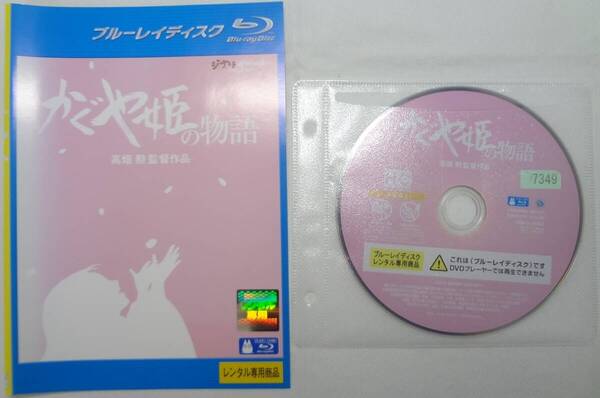 ブルーレイディスク
Blu-ray Disc
ジブリ
かぐや姫の物語
高畑 勲 監督作品
レンタル専用商品
かぐや姫の物語
高畑 勲 監督作品
7349
ブルーレイディスク
レンタル専用商品
これは〈ブルーレイディスク〉です
DVDプレーヤーでは再生できません